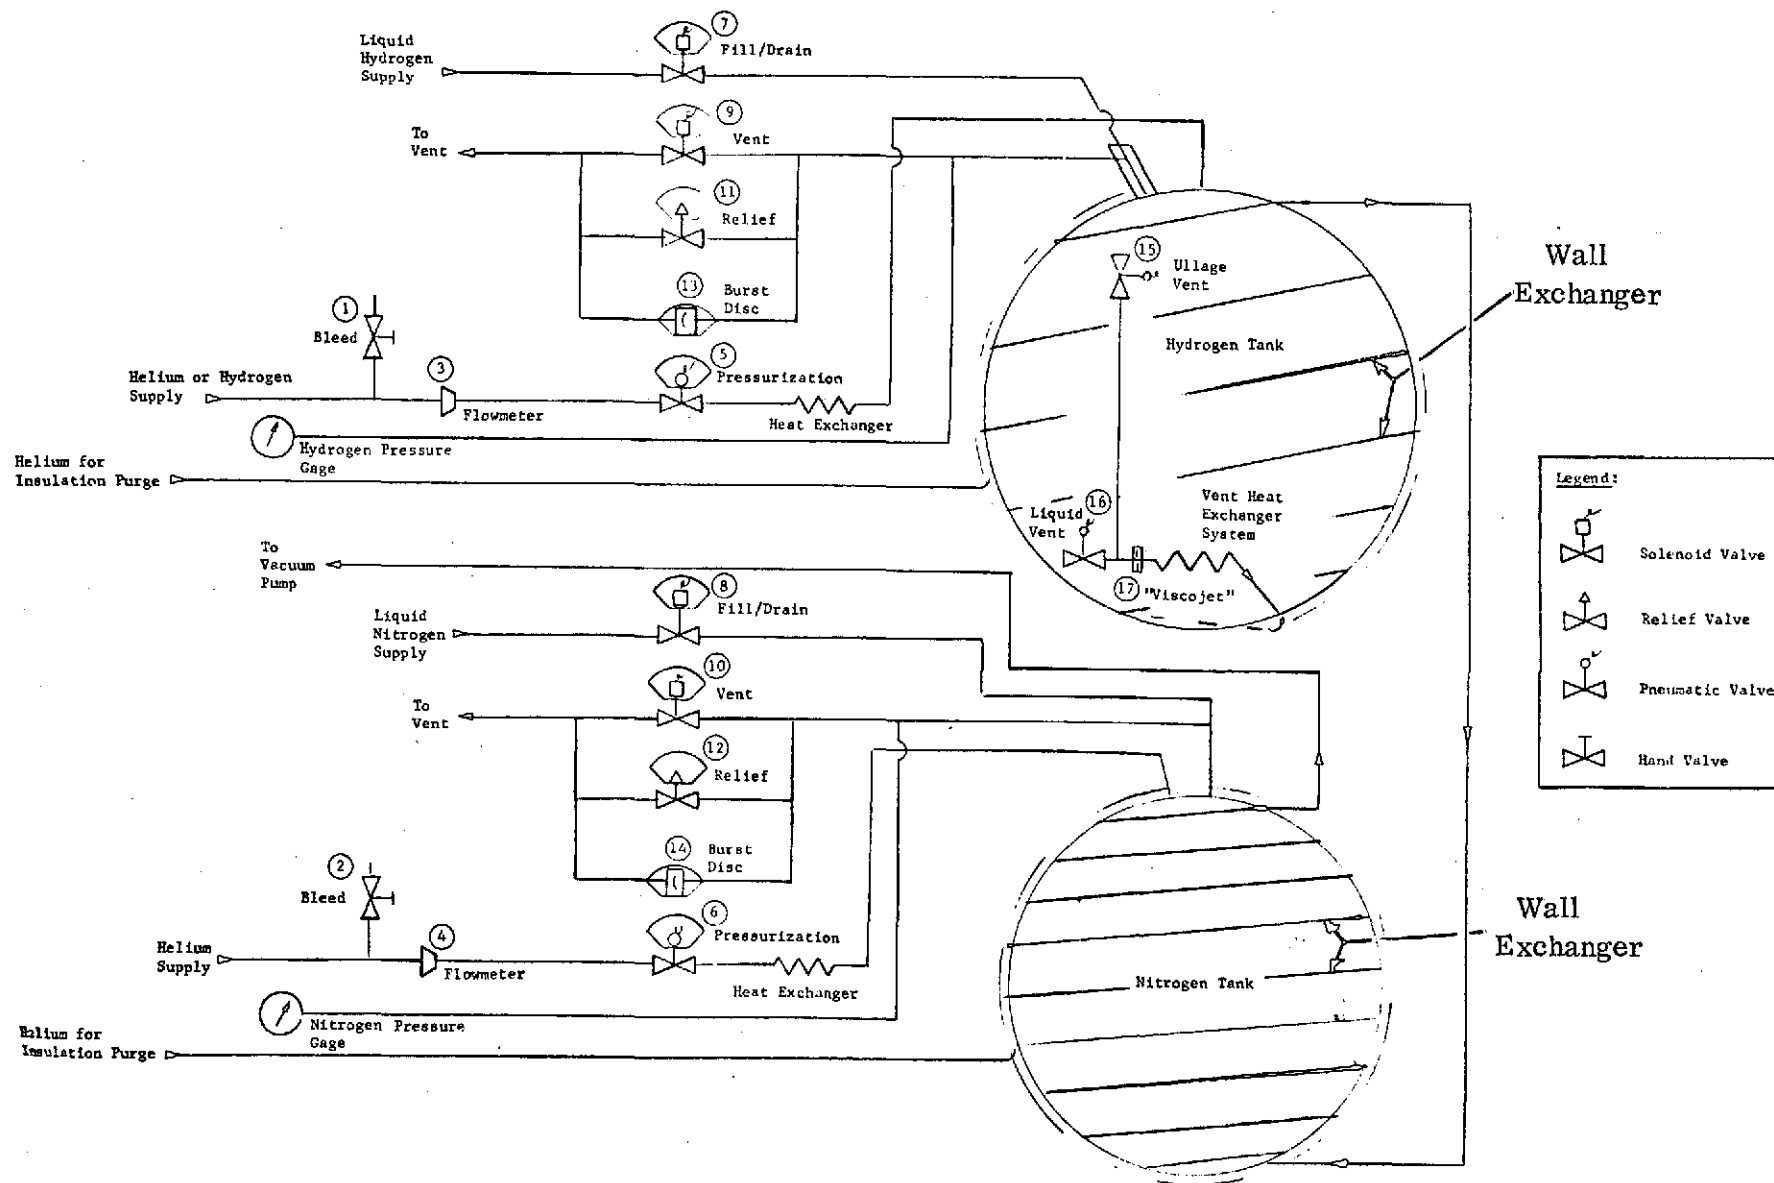 7
Liquid
Hydrogen
Supply
Fill/Drain
9
To
Vent
Vent
11
Relief
13
Burst
Disc
1
Bleed
5
Pressurization
3
Helium or Hydrogen
Supply
Flowmeter
Heat Exchanger
Hydrogen Pressure
Gage
Helium for
Insulation Purge
15
Ullage
Vent
Hydrogen Tank
Wall
Exchanger
16
Liquid
Vent
Vent Heat
Exchanger
System
17
"Viscojet"
To
Vacuum
Pump
8
Fill/Drain
Liquid
Nitrogen
Supply
10
Vent
To
Vent
12
Relief
14
Burst
Disc
2
Bleed
6
Pressurization
4
Helium
Supply
Flowmeter
Heat Exchanger
Nitrogen Pressure
Gage
Helium for
Insulation Purge
Nitrogen Tank
Wall
Exchanger
Legend:
Solenoid Valve
Relief Valve
Pneumatic Valve
Hand Valve